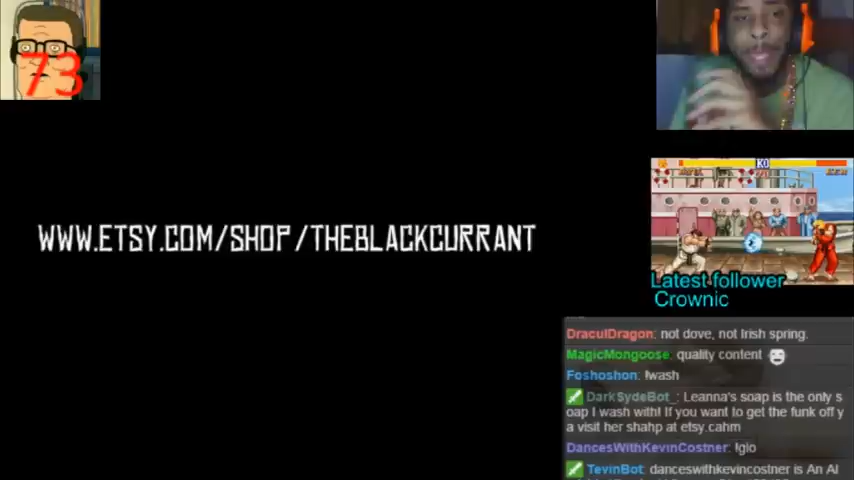 73
WWW.ETSY.COM/SHOP/THEBLACKCURRANT
KO
Latest follower
Crownic
DraculDragon: not dove, not Irish spring.
MagicMongoose: quality content
Foshoshon: !wash
DarkSydeBot_: Leanna's soap is the only s
oap I wash with! If you want to get the funk off y
a visit her shahp at etsy.cahm
DancesWithKevinCostner: !gio
TevinBot: danceswithkevincostner is An Al